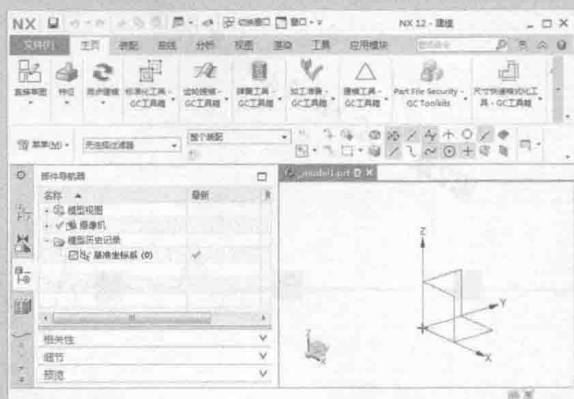 NX 切换窗口 窗口 NX 12 - 建模
文件(F) 主页 装配 曲线 分析 视图 渲染 工具 应用模块
直接草图 特征 同步建模 标准化工具 - GC工具箱 齿轮建模 - GC工具箱 弹簧工具 - GC工具箱 加工准备 - GC工具箱 建模工具 - GC工具箱 Part File Security - GC Toolkits 尺寸快速格式化工具 - GC工具箱
菜单(M) 无选择过滤器 整个装配
部件导航器 _model1.prt
名称 最新
模型视图
摄像机
模型历史记录
基准坐标系 (0)
Z
Y
X
相关性
细节
预览